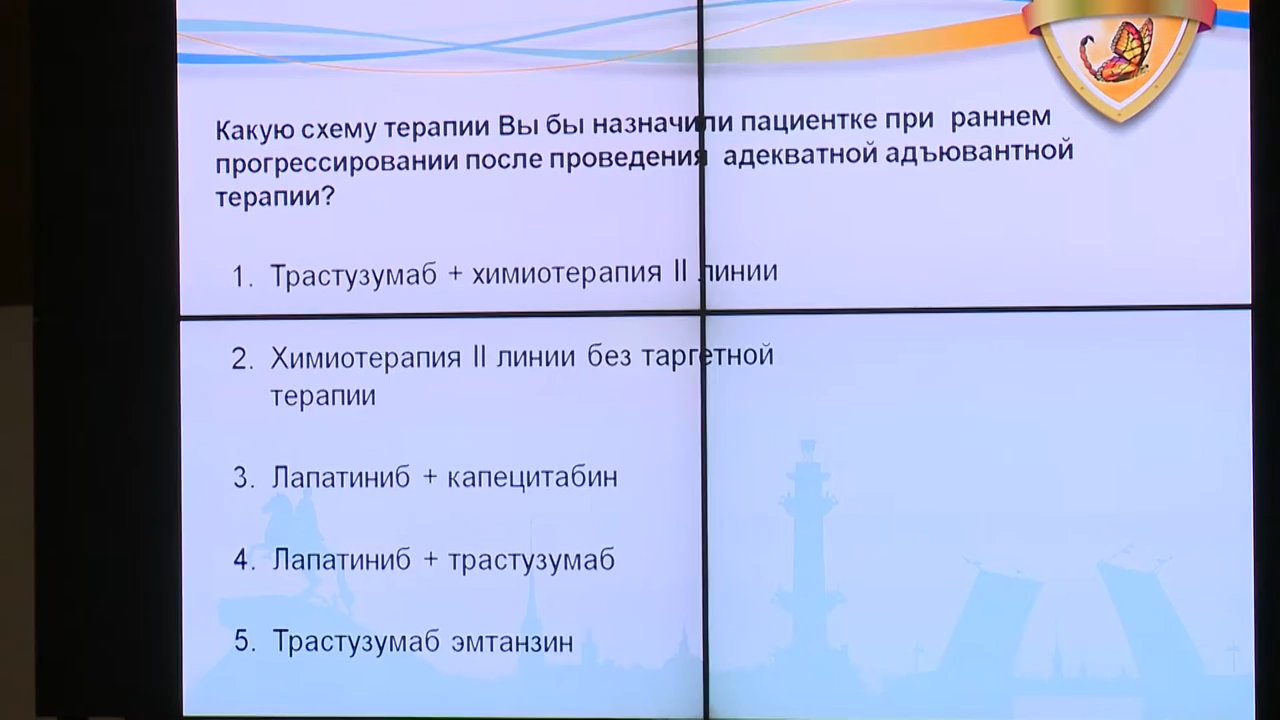 Какую схему терапии Вы бы назначили пациентке при раннем
прогрессировании после проведения адекватной адъювантной
терапии?
1. Трастузумаб + химиотерапия II линии
2. Химиотерапия II линии без таргетной
терапии
3. Лапатиниб + капецитабин
4. Лапатиниб + трастузумаб
5. Трастузумаб эмтанзин